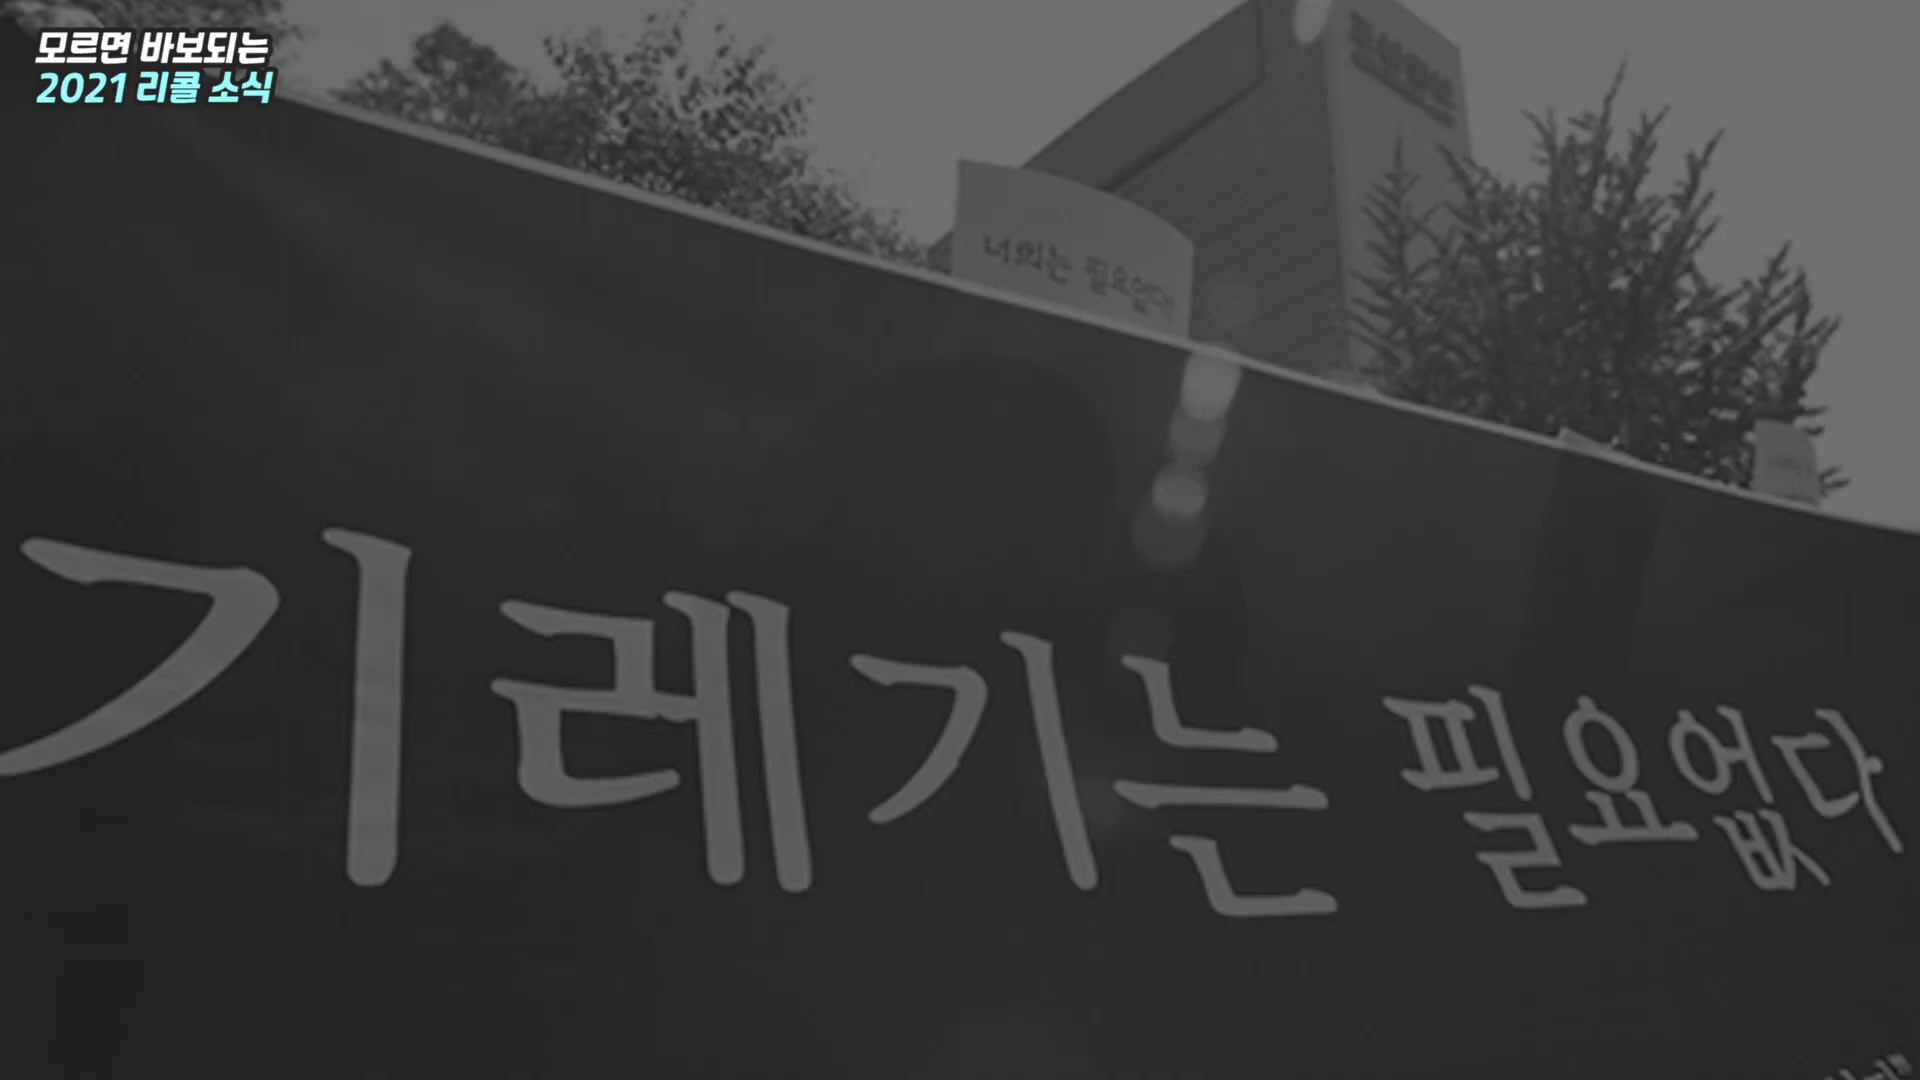 모르면 바보되는
2021 리콜 소식
너희는 필요없다
기레기는 필요없다